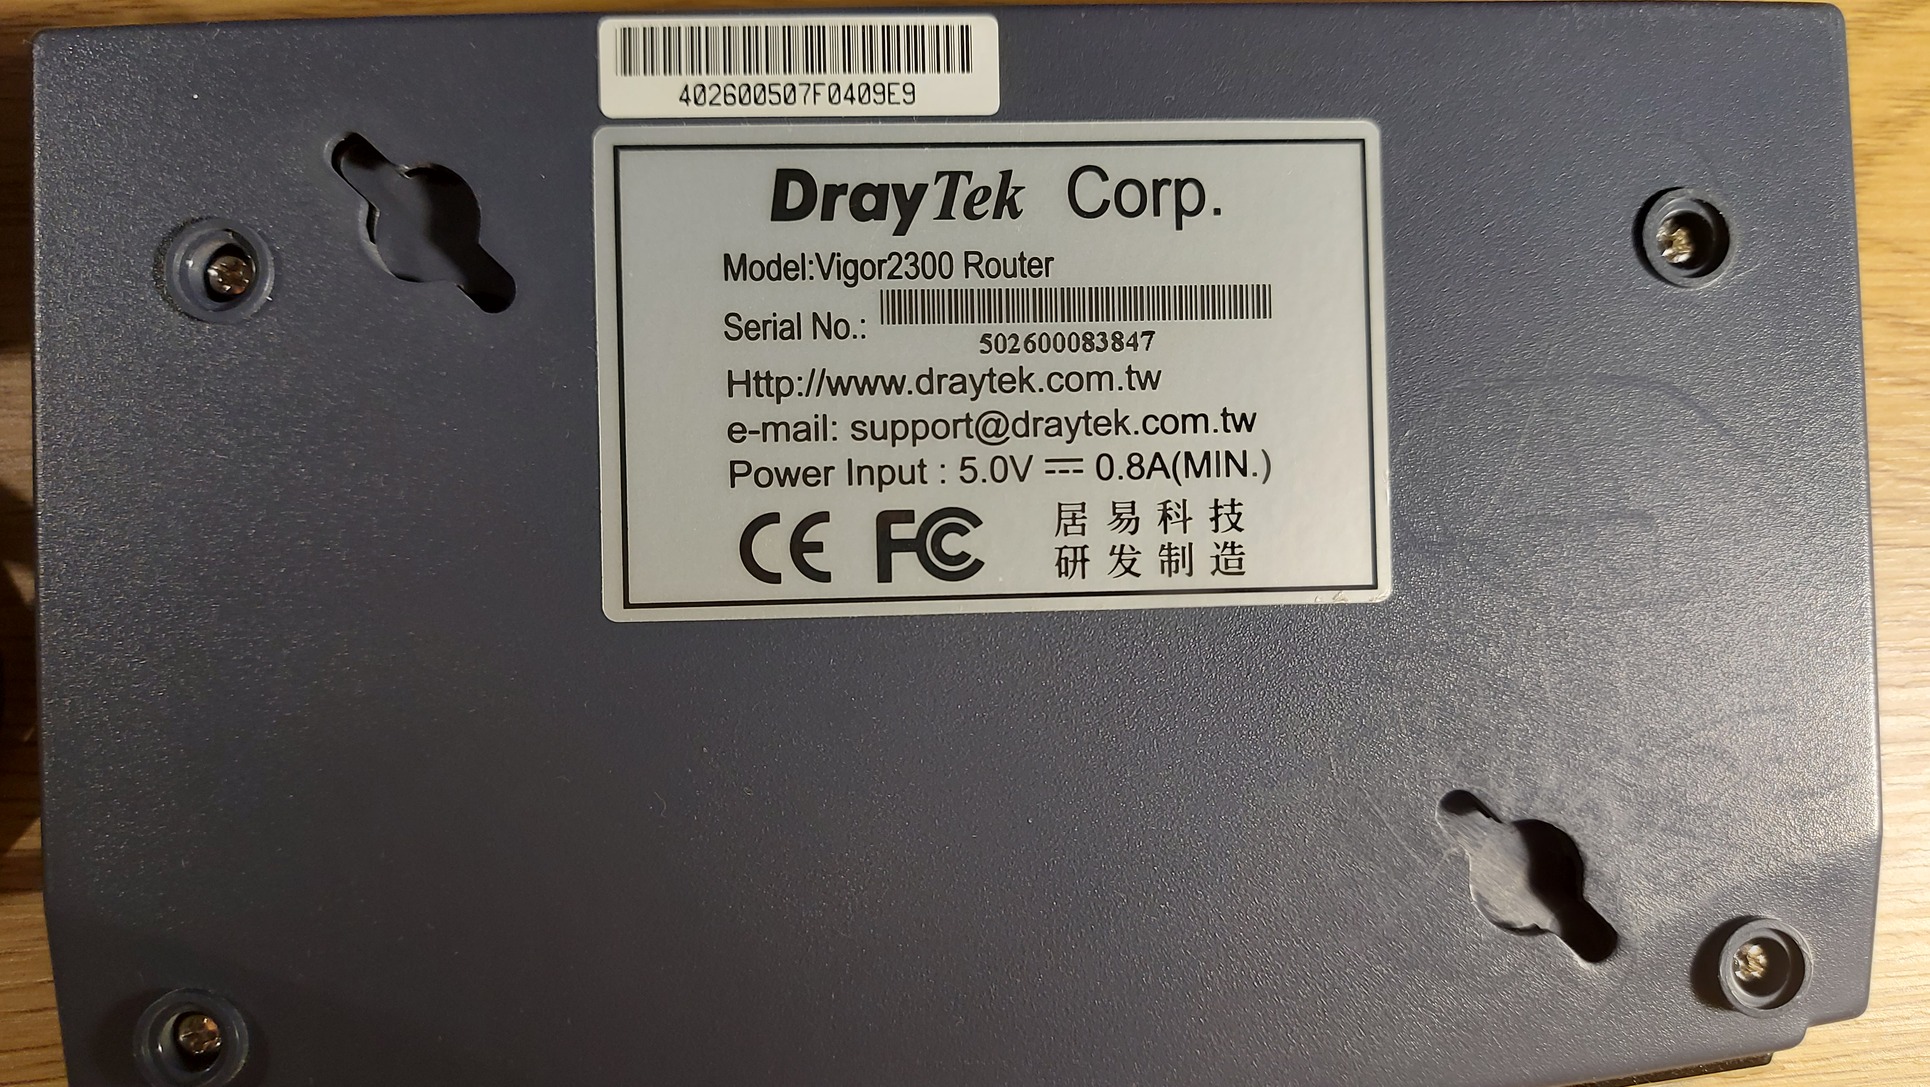 402600507F0409E9
DrayTek Corp.
Model:Vigor2300 Router
Serial No.:
502600083847
Http://www.draytek.com.tw
e-mail: support@draytek.com.tw
Power Input : 5.0V ⎓ 0.8A(MIN.)
CE FC 居易科技
研发制造